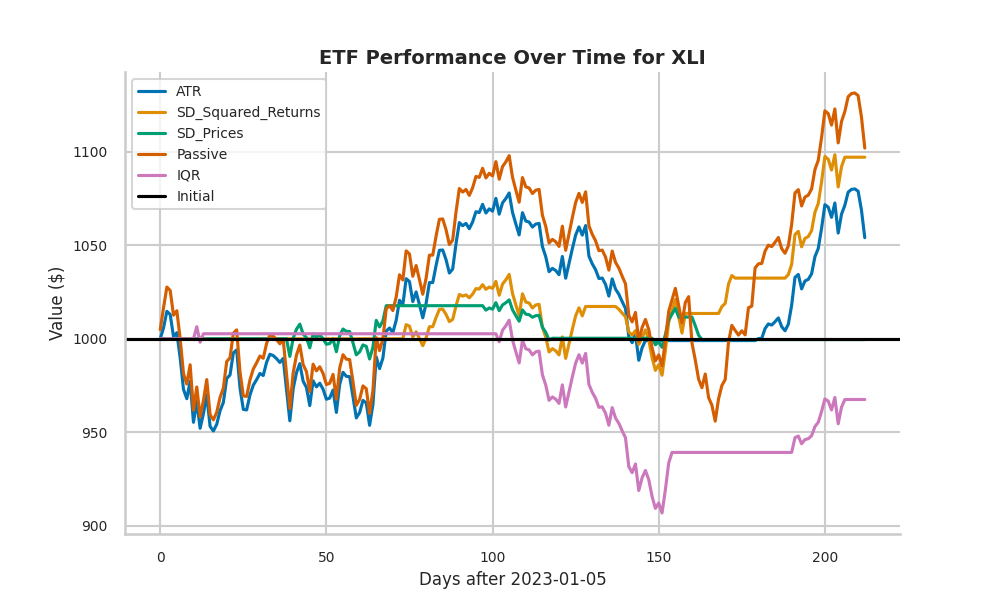 ETF Performance Over Time for XLI
ATR
SD_Squared_Returns
SD_Prices
Passive
IQR
Initial
Value ($)
1100
1050
1000
950
900
0
50
100
150
200
Days after 2023-01-05